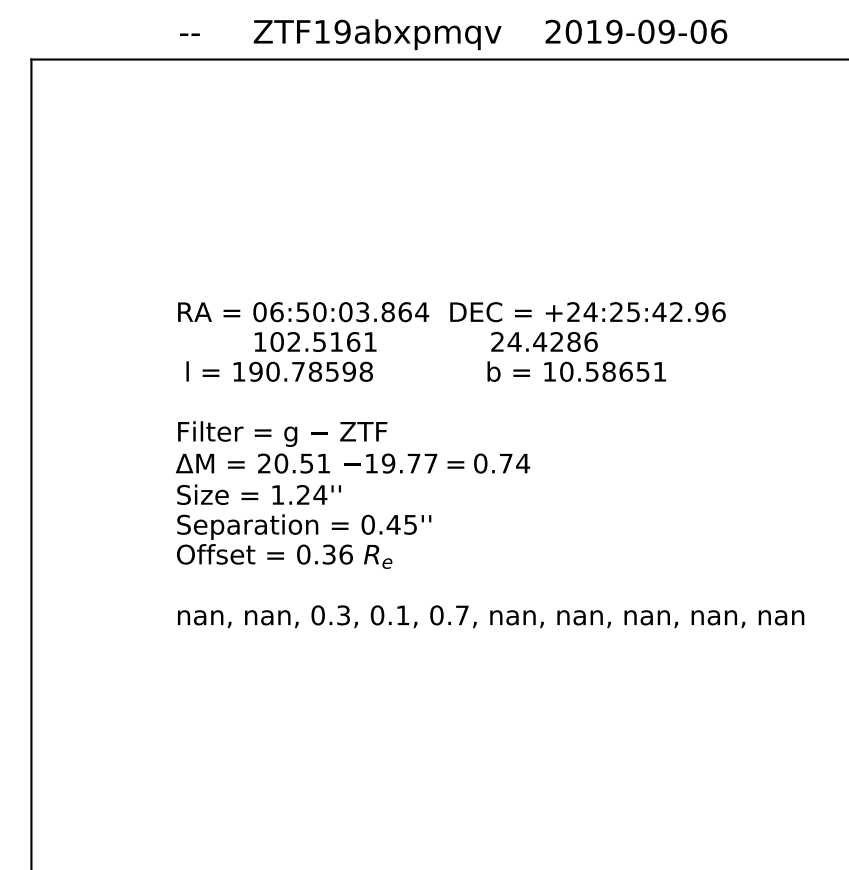 -- ZTF19abxpmqv 2019-09-06
RA = 06:50:03.864 DEC = +24:25:42.96
102.5161 24.4286
l = 190.78598 b = 10.58651
Filter = g − ZTF
ΔM = 20.51 −19.77 = 0.74
Size = 1.24''
Separation = 0.45''
Offset = 0.36 Re
nan, nan, 0.3, 0.1, 0.7, nan, nan, nan, nan, nan